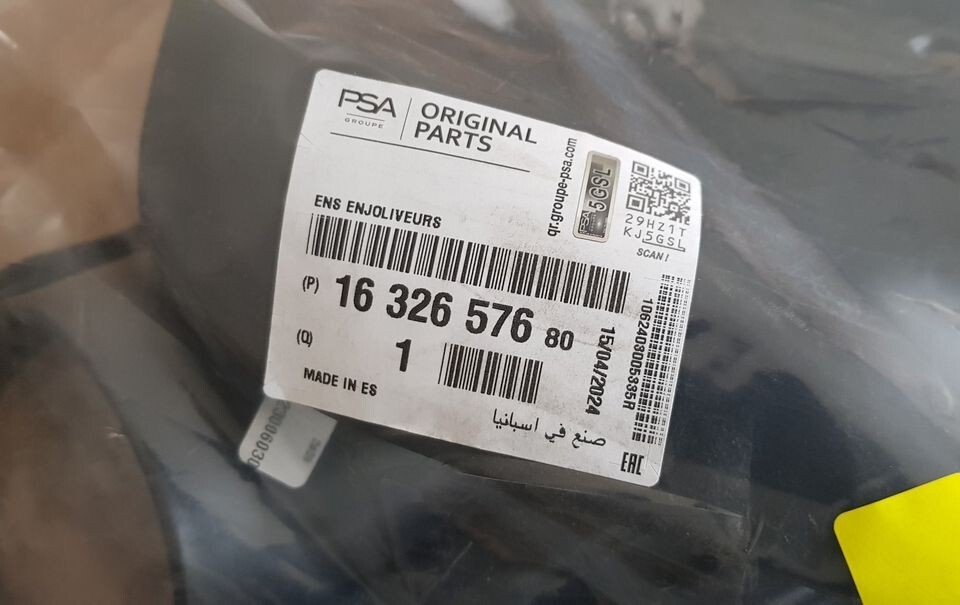 PSA
GROUPE
ORIGINAL
PARTS
qr.groupe-psa.com
PSA
5GSL
29HZ1T
KJ5GSL
SCAN!
ENS ENJOLIVEURS
(P) 16 326 576 80
(Q) 1
15/04/2024
1062403005335R
MADE IN ES
صنع في اسبانيا
EAC